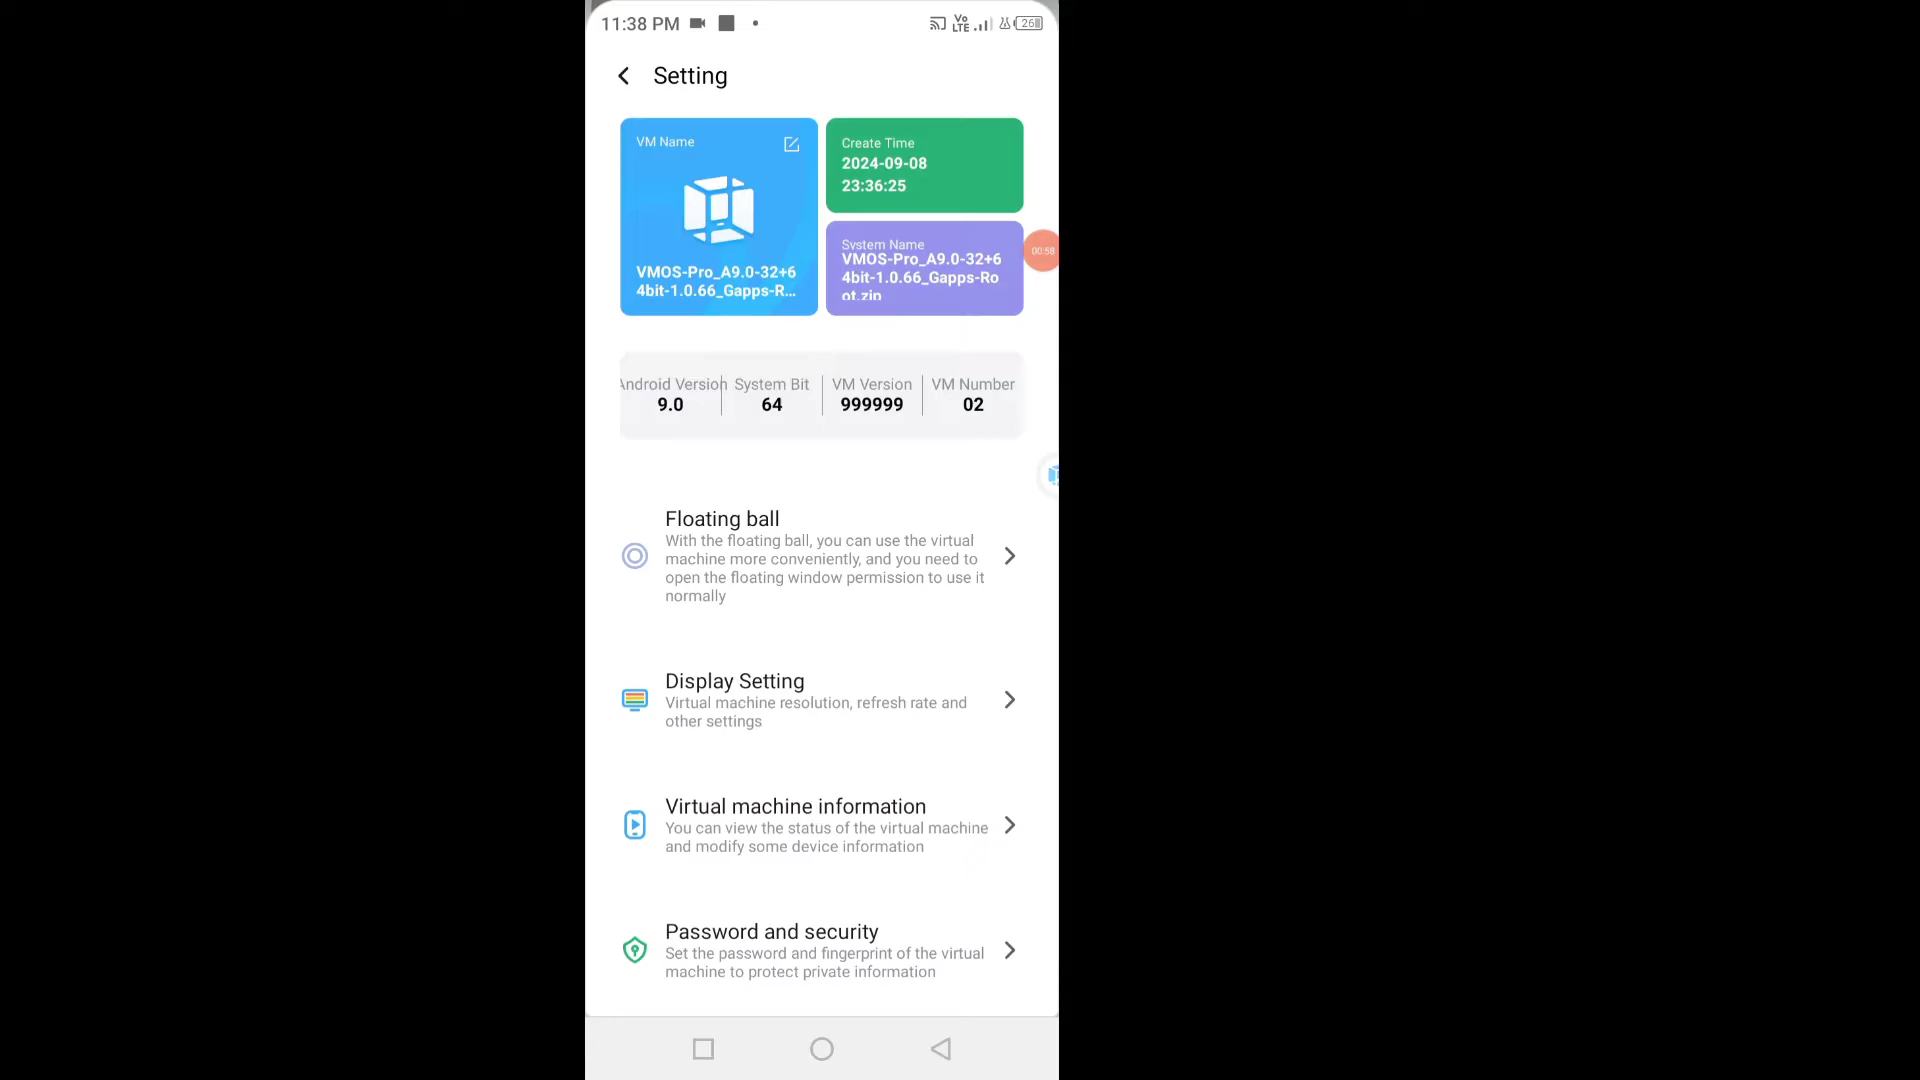 11:38 PM
Vo
LTE
26
Setting
VM Name
VMOS-Pro_A9.0-32+6
4bit-1.0.66_Gapps-R...
Create Time
2024-09-08
23:36:25
System Name
VMOS-Pro_A9.0-32+6
4bit-1.0.66_Gapps-Ro
ot.zip
00:58
Android Version
9.0
System Bit
64
VM Version
999999
VM Number
02
Floating ball
With the floating ball, you can use the virtual
machine more conveniently, and you need to
open the floating window permission to use it
normally
Display Setting
Virtual machine resolution, refresh rate and
other settings
Virtual machine information
You can view the status of the virtual machine
and modify some device information
Password and security
Set the password and fingerprint of the virtual
machine to protect private information